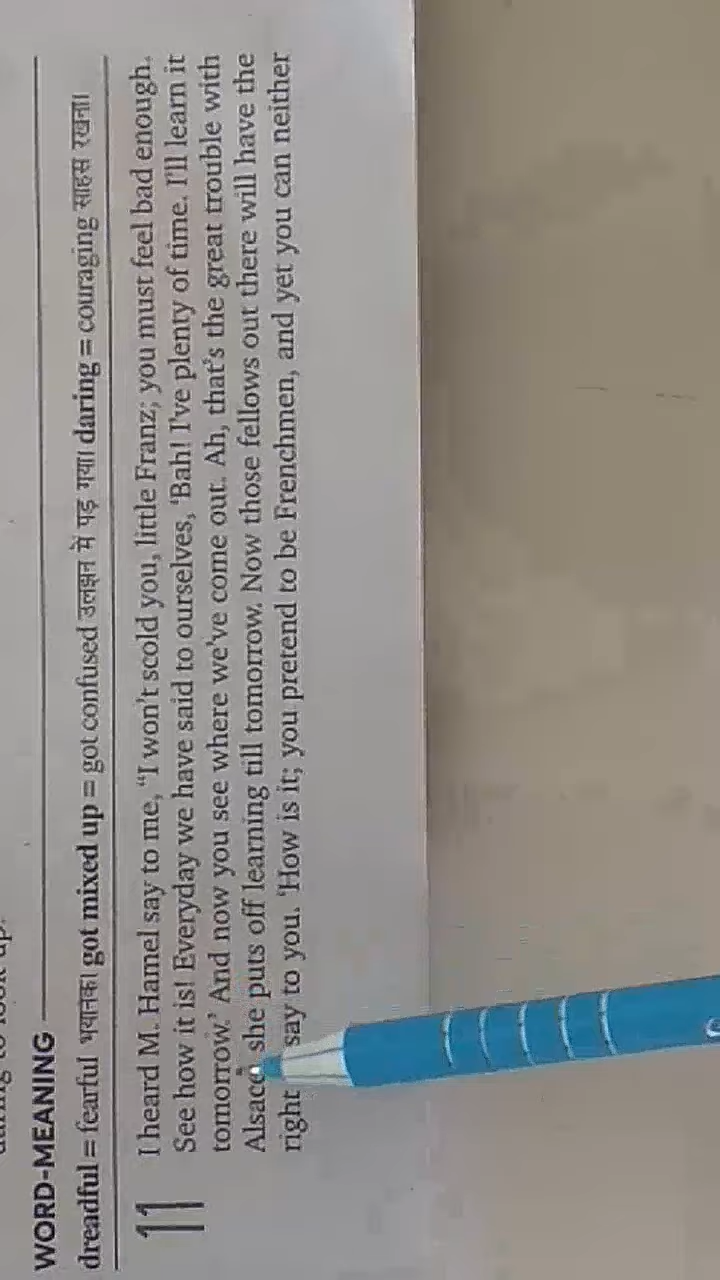 WORD-MEANING
dreadful = fearful भयानक। got mixed up = got confused उलझन में पड़ गया। daring = couraging साहस रखना।
11
I heard M. Hamel say to me, “I won't scold you, little Franz; you must feel bad enough.
See how it is! Everyday we have said to ourselves, ‘Bah! I've plenty of time. I'll learn it
tomorrow.’ And now you see where we've come out. Ah, that's the great trouble with
Alsace she puts off learning till tomorrow. Now those fellows out there will have the
right say to you. ‘How is it; you pretend to be Frenchmen, and yet you can neither